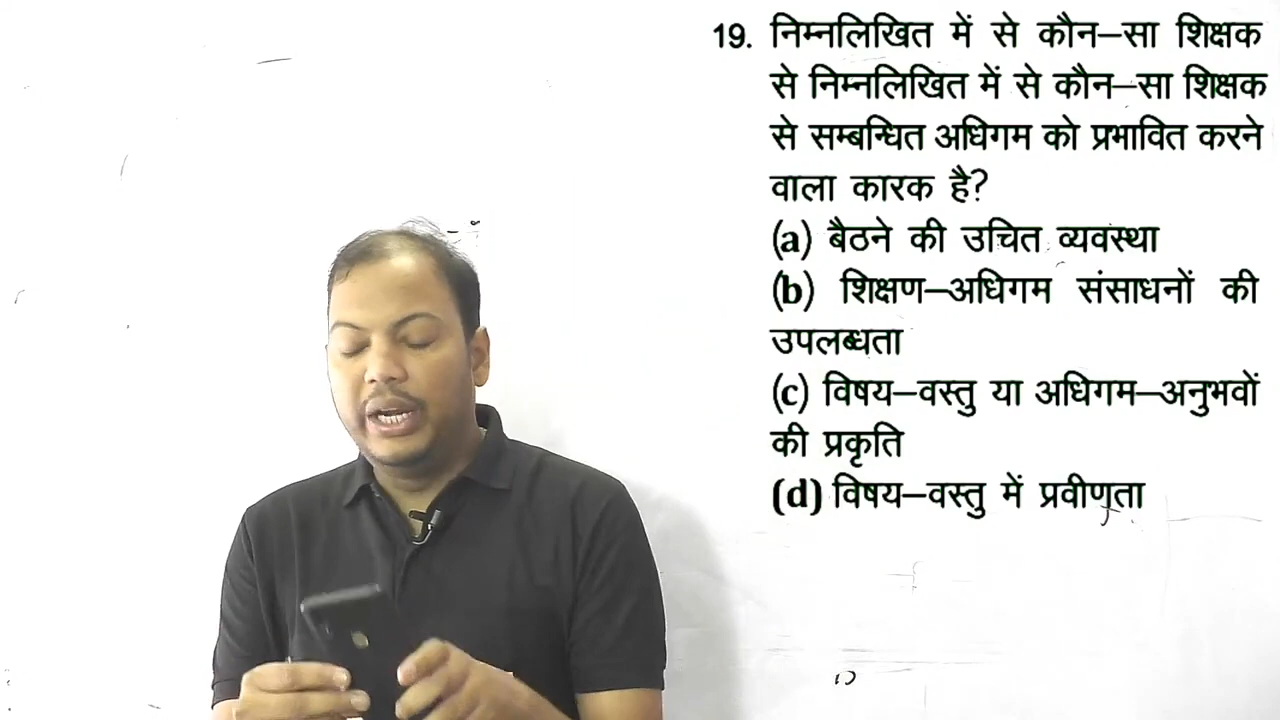 19. निम्नलिखित में से कौन–सा शिक्षक
से निम्नलिखित में से कौन–सा शिक्षक
से सम्बन्धित अधिगम को प्रभावित करने
वाला कारक है?
(a) बैठने की उचित व्यवस्था
(b) शिक्षण–अधिगम संसाधनों की
उपलब्धता
(c) विषय–वस्तु या अधिगम–अनुभवों
की प्रकृति
(d) विषय–वस्तु में प्रवीणता